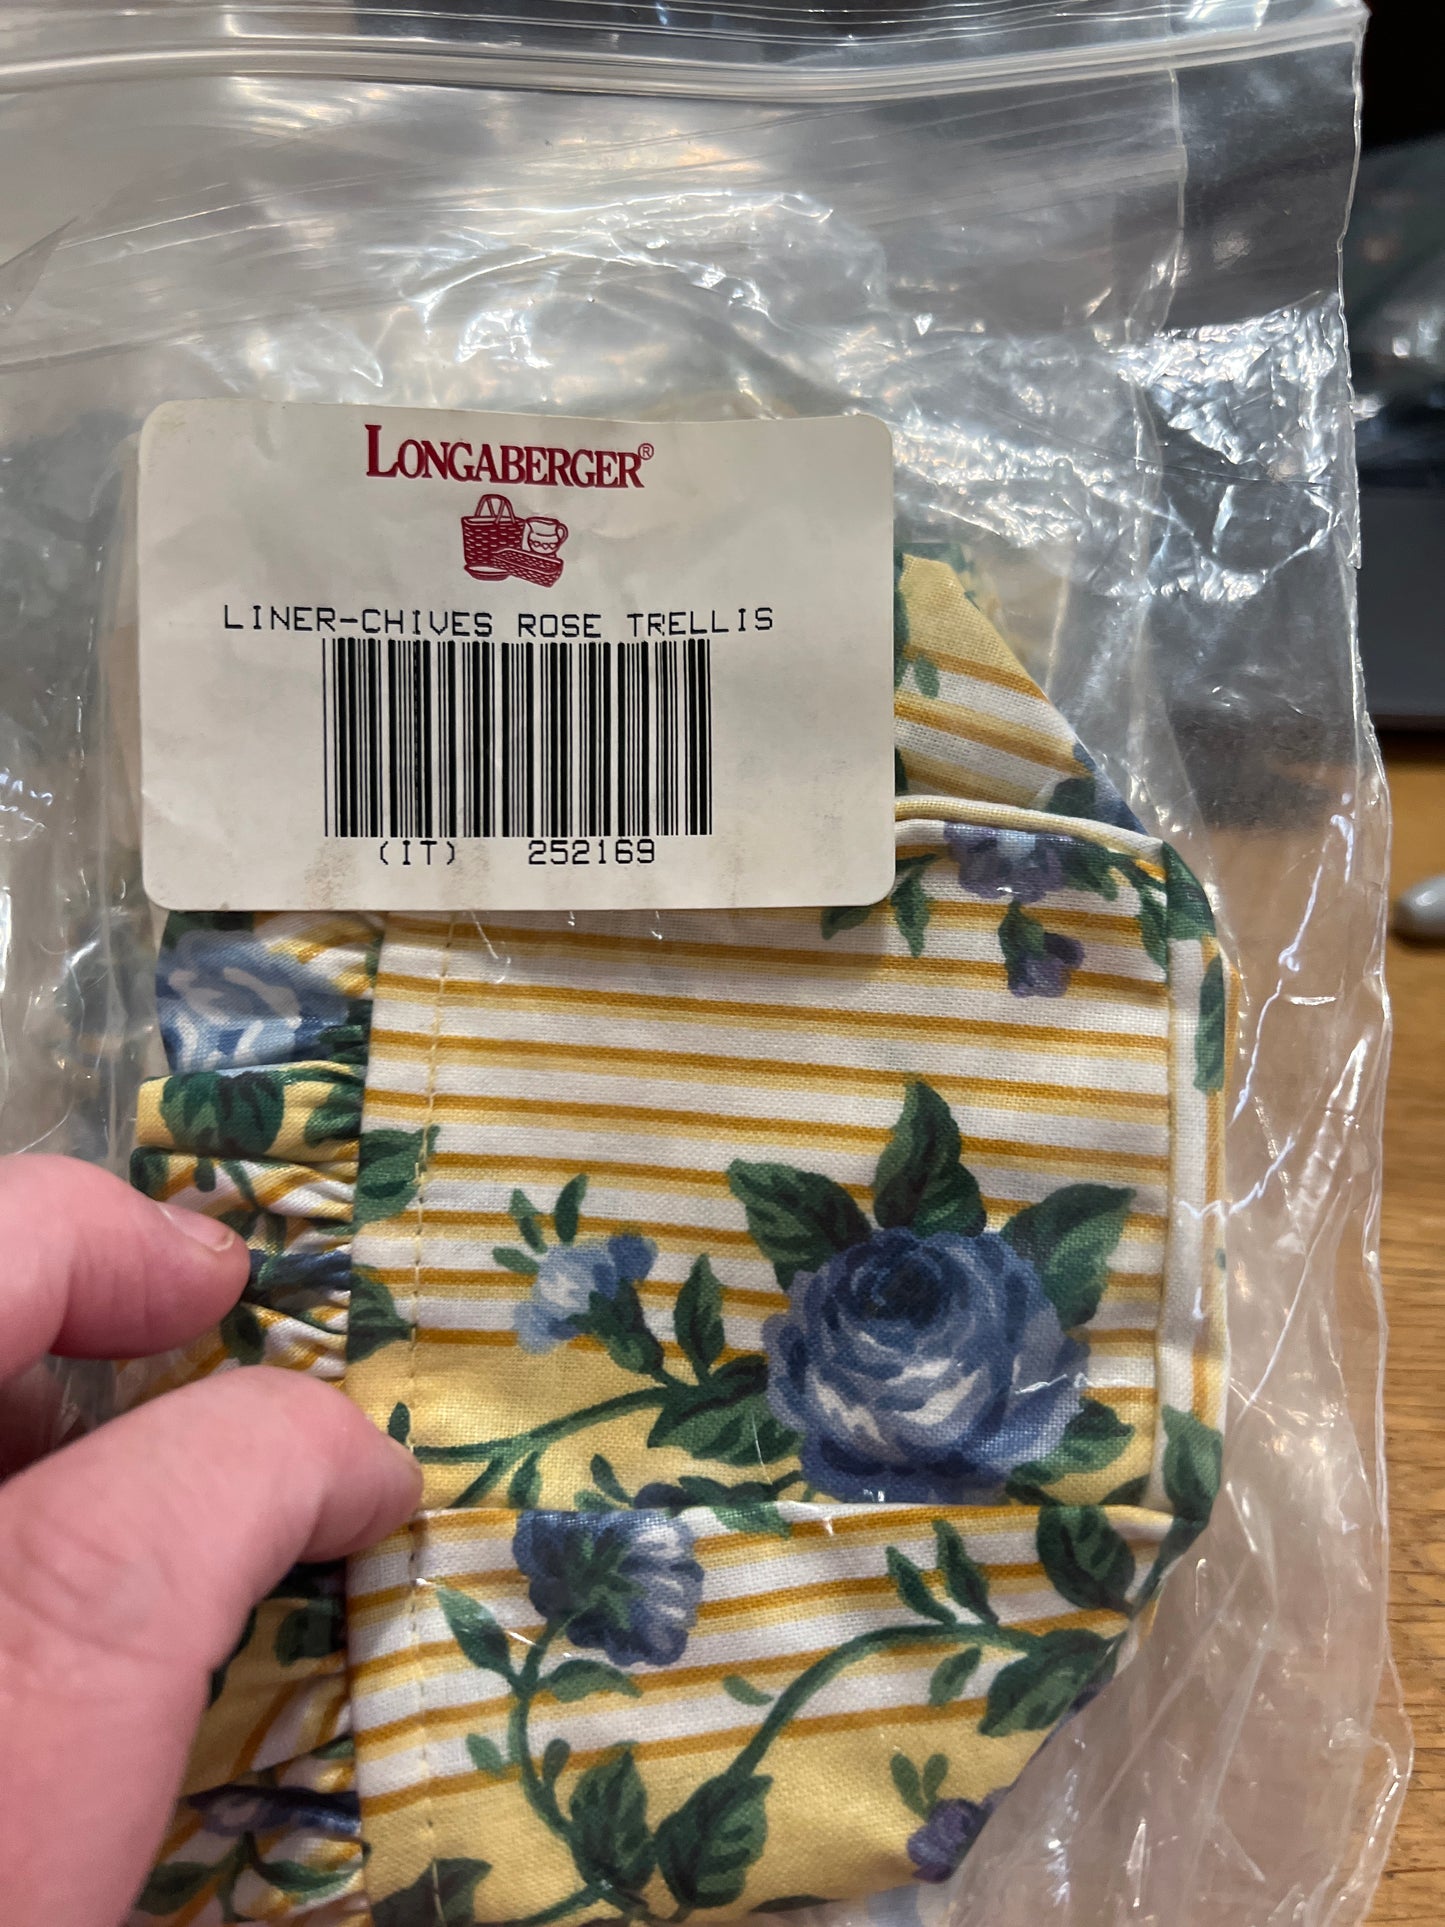 LONGABERGER®
LINER-CHIVES ROSE TRELLIS
(IT) 252169